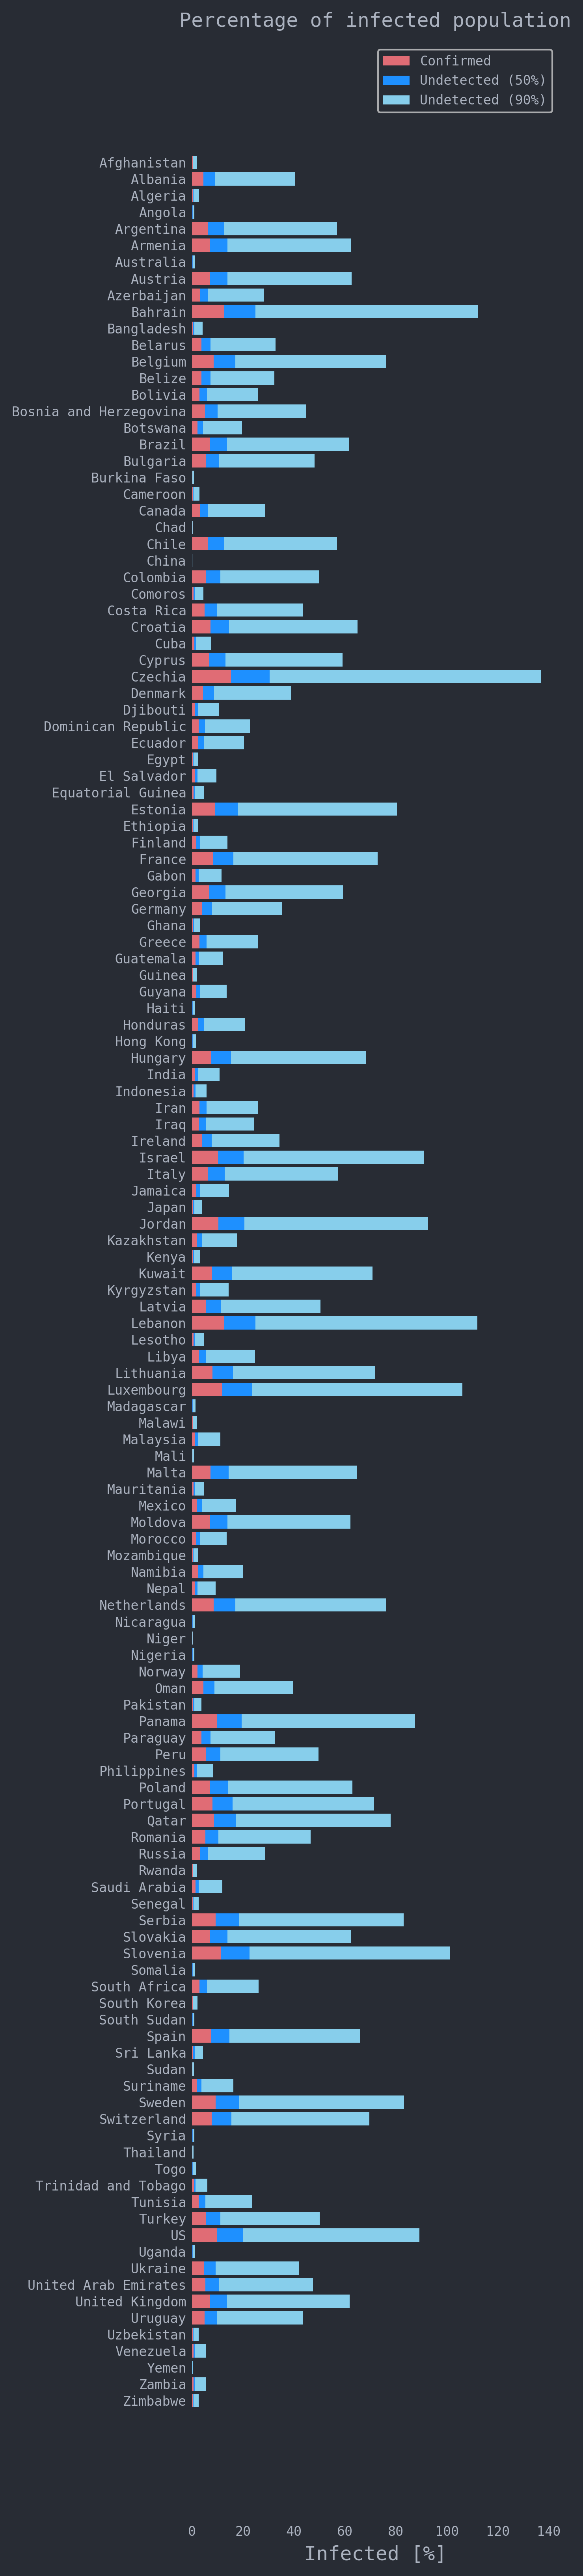 Percentage of infected population
Confirmed
Undetected (50%)
Undetected (90%)
Afghanistan
Albania
Algeria
Angola
Argentina
Armenia
Australia
Austria
Azerbaijan
Bahrain
Bangladesh
Belarus
Belgium
Belize
Bolivia
Bosnia and Herzegovina
Botswana
Brazil
Bulgaria
Burkina Faso
Cameroon
Canada
Chad
Chile
China
Colombia
Comoros
Costa Rica
Croatia
Cuba
Cyprus
Czechia
Denmark
Djibouti
Dominican Republic
Ecuador
Egypt
El Salvador
Equatorial Guinea
Estonia
Ethiopia
Finland
France
Gabon
Georgia
Germany
Ghana
Greece
Guatemala
Guinea
Guyana
Haiti
Honduras
Hong Kong
Hungary
India
Indonesia
Iran
Iraq
Ireland
Israel
Italy
Jamaica
Japan
Jordan
Kazakhstan
Kenya
Kuwait
Kyrgyzstan
Latvia
Lebanon
Lesotho
Libya
Lithuania
Luxembourg
Madagascar
Malawi
Malaysia
Mali
Malta
Mauritania
Mexico
Moldova
Morocco
Mozambique
Namibia
Nepal
Netherlands
Nicaragua
Niger
Nigeria
Norway
Oman
Pakistan
Panama
Paraguay
Peru
Philippines
Poland
Portugal
Qatar
Romania
Russia
Rwanda
Saudi Arabia
Senegal
Serbia
Slovakia
Slovenia
Somalia
South Africa
South Korea
South Sudan
Spain
Sri Lanka
Sudan
Suriname
Sweden
Switzerland
Syria
Thailand
Togo
Trinidad and Tobago
Tunisia
Turkey
US
Uganda
Ukraine
United Arab Emirates
United Kingdom
Uruguay
Uzbekistan
Venezuela
Yemen
Zambia
Zimbabwe
0 20 40 60 80 100 120 140
Infected [%]